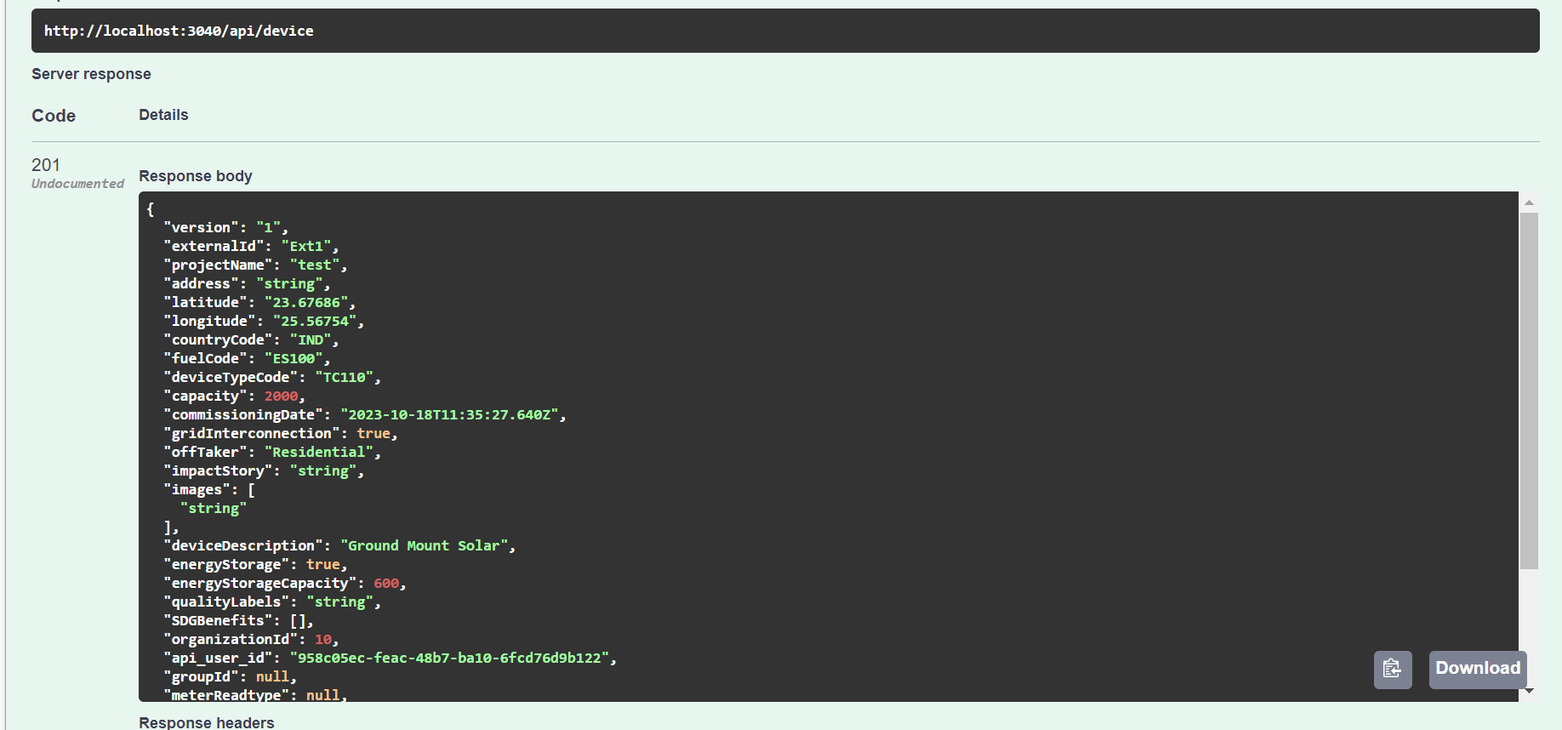 http://localhost:3040/api/device
Server response
Code Details
201
Undocumented
Response body
{
"version": "1",
"externalId": "Ext1",
"projectName": "test",
"address": "string",
"latitude": "23.67686",
"longitude": "25.56754",
"countryCode": "IND",
"fuelCode": "ES100",
"deviceTypeCode": "TC110",
"capacity": 2000,
"commissioningDate": "2023-10-18T11:35:27.640Z",
"gridInterconnection": true,
"offTaker": "Residential",
"impactStory": "string",
"images": [
"string"
],
"deviceDescription": "Ground Mount Solar",
"energyStorage": true,
"energyStorageCapacity": 600,
"qualityLabels": "string",
"SDGBenefits": [],
"organizationId": 10,
"api_user_id": "958c05ec-feac-48b7-ba10-6fcd76d9b122",
"groupId": null,
"meterReadtype": null,
Download
Response headers